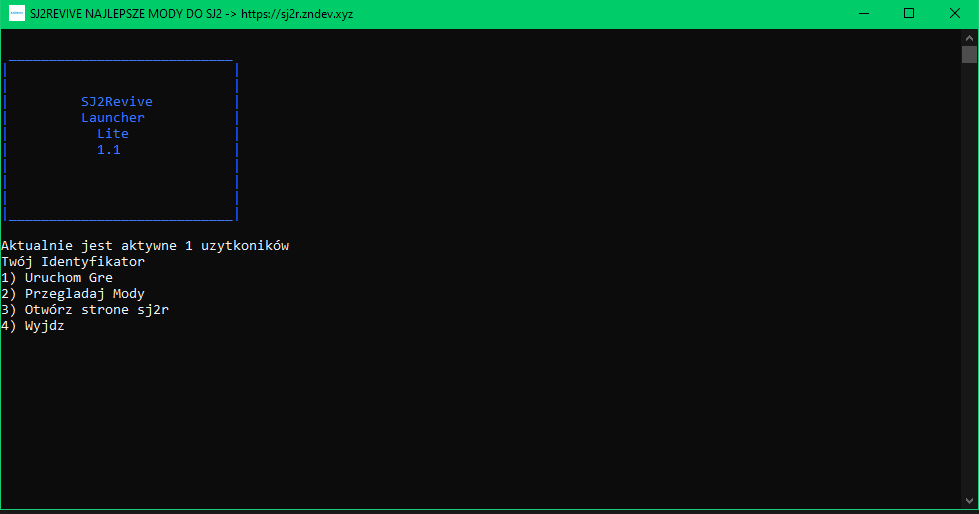 SJ2REVIVE NAJLEPSZE MODY DO SJ2 -> https://sj2r.zndev.xyz
SJ2Revive
Launcher
Lite
1.1
Aktualnie jest aktywne 1 uzytkoników
Twój Identyfikator
1) Uruchom Gre
2) Przegladaj Mody
3) Otwórz strone sj2r
4) Wyjdz